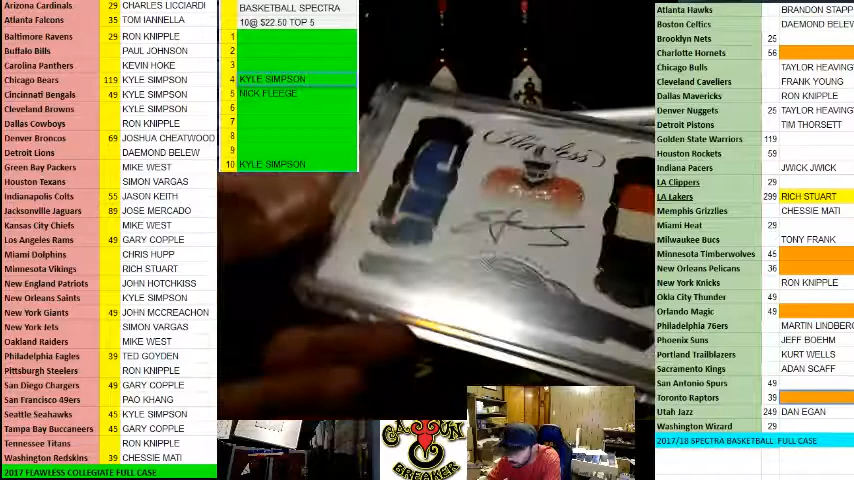 Arizona Cardinals 29 CHARLES LICCIARDI
Atlanta Falcons 35 TOM IANNELLA
Baltimore Ravens 29 RON KNIPPLE
Buffalo Bills PAUL JOHNSON
Carolina Panthers KEVIN HOKE
Chicago Bears 119 KYLE SIMPSON
Cincinnati Bengals 49 KYLE SIMPSON
Cleveland Browns KYLE SIMPSON
Dallas Cowboys RON KNIPPLE
Denver Broncos 69 JOSHUA CHEATWOOD
Detroit Lions DAEMOND BELEW
Green Bay Packers MIKE WEST
Houston Texans SIMON VARGAS
Indianapolis Colts 55 JASON KEITH
Jacksonville Jaguars 89 JOSE MERCADO
Kansas City Chiefs MIKE WEST
Los Angeles Rams 49 GARY COPPLE
Miami Dolphins CHRIS HUPP
Minnesota Vikings RICH STUART
New England Patriots JOHN HOTCHKISS
New Orleans Saints KYLE SIMPSON
New York Giants 49 JOHN MCCREACHON
New York Jets SIMON VARGAS
Oakland Raiders MIKE WEST
Philadelphia Eagles 39 TED GOYDEN
Pittsburgh Steelers RON KNIPPLE
San Diego Chargers 49 GARY COPPLE
San Francisco 49ers PAO KHANG
Seattle Seahawks 45 KYLE SIMPSON
Tampa Bay Buccaneers 45 GARY COPPLE
Tennessee Titans RON KNIPPLE
Washington Redskins 39 CHESSIE MATI
2017 FLAWLESS COLLEGIATE FULL CASE
BASKETBALL SPECTRA
10@ $22.50 TOP 5
1
2
3
4 KYLE SIMPSON
5 NICK FLEEGE
6
7
8
9
10 KYLE SIMPSON
Flawless
CAJUN
BREAKER
Atlanta Hawks BRANDON STAPP
Boston Celtics DAEMOND BELEW
Brooklyn Nets 25
Charlotte Hornets 56
Chicago Bulls TAYLOR HEAVING
Cleveland Caveliers FRANK YOUNG
Dallas Mavericks RON KNIPPLE
Denver Nuggets 25 TAYLOR HEAVING
Detroit Pistons TIM THORSETT
Golden State Warriors 119
Houston Rockets 59
Indiana Pacers JWICK JWICK
LA Clippers 29
LA Lakers 299 RICH STUART
Memphis Grizzlies CHESSIE MATI
Miami Heat 29
Milwaukee Bucs TONY FRANK
Minnesota Timberwolves 45
New Orleans Pelicans 36
New York Knicks RON KNIPPLE
Okla City Thunder 49
Orlando Magic 49
Philadelphia 76ers MARTIN LINDBERG
Phoenix Suns JEFF BOEHM
Portland Trailblazers KURT WELLS
Sacramento Kings ADAN SCAFF
San Antonio Spurs 49
Toronto Raptors 39
Utah Jazz 249 DAN EGAN
Washington Wizard 29
2017/18 SPECTRA BASKETBALL FULL CASE